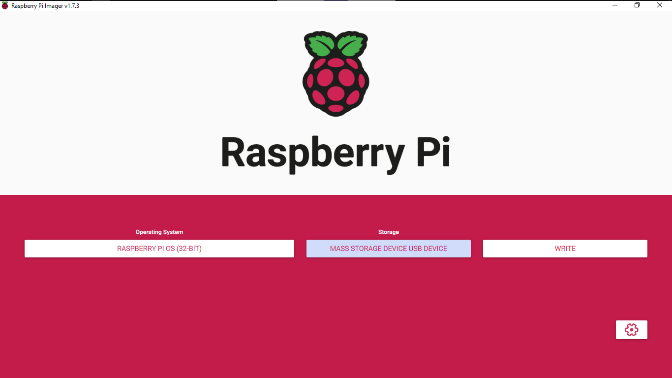 Raspberry Pi Imager v1.7.3
Raspberry Pi
Operating System
Storage
RASPBERRY PI OS (32-BIT)
MASS STORAGE DEVICE USB DEVICE
WRITE